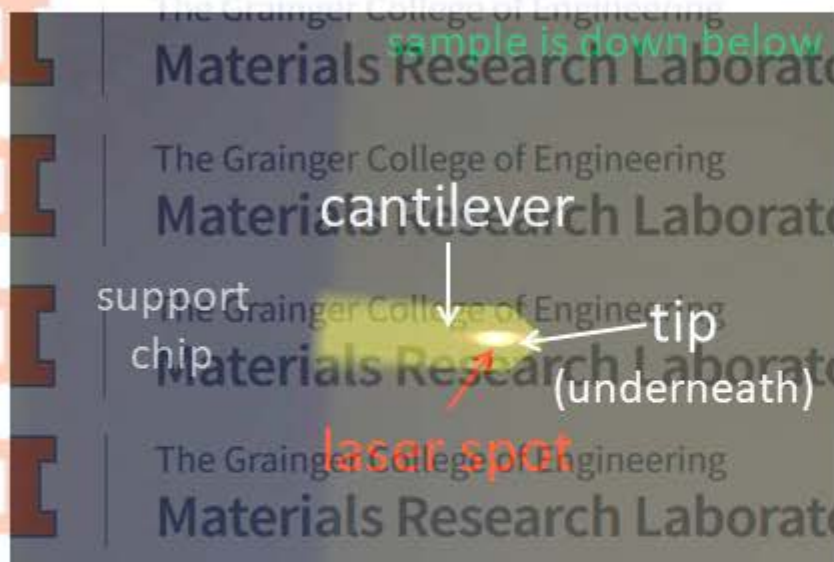 The Grainger College of Engineering
sample is down below
Materials Research Laborato
The Grainger College of Engineering
Materials Research Laborato
cantilever
The Grainger College of Engineering
support
chip
tip
Materials Research Laborato
(underneath)
laser spot
The Grainger College of Engineering
Materials Research Laborato